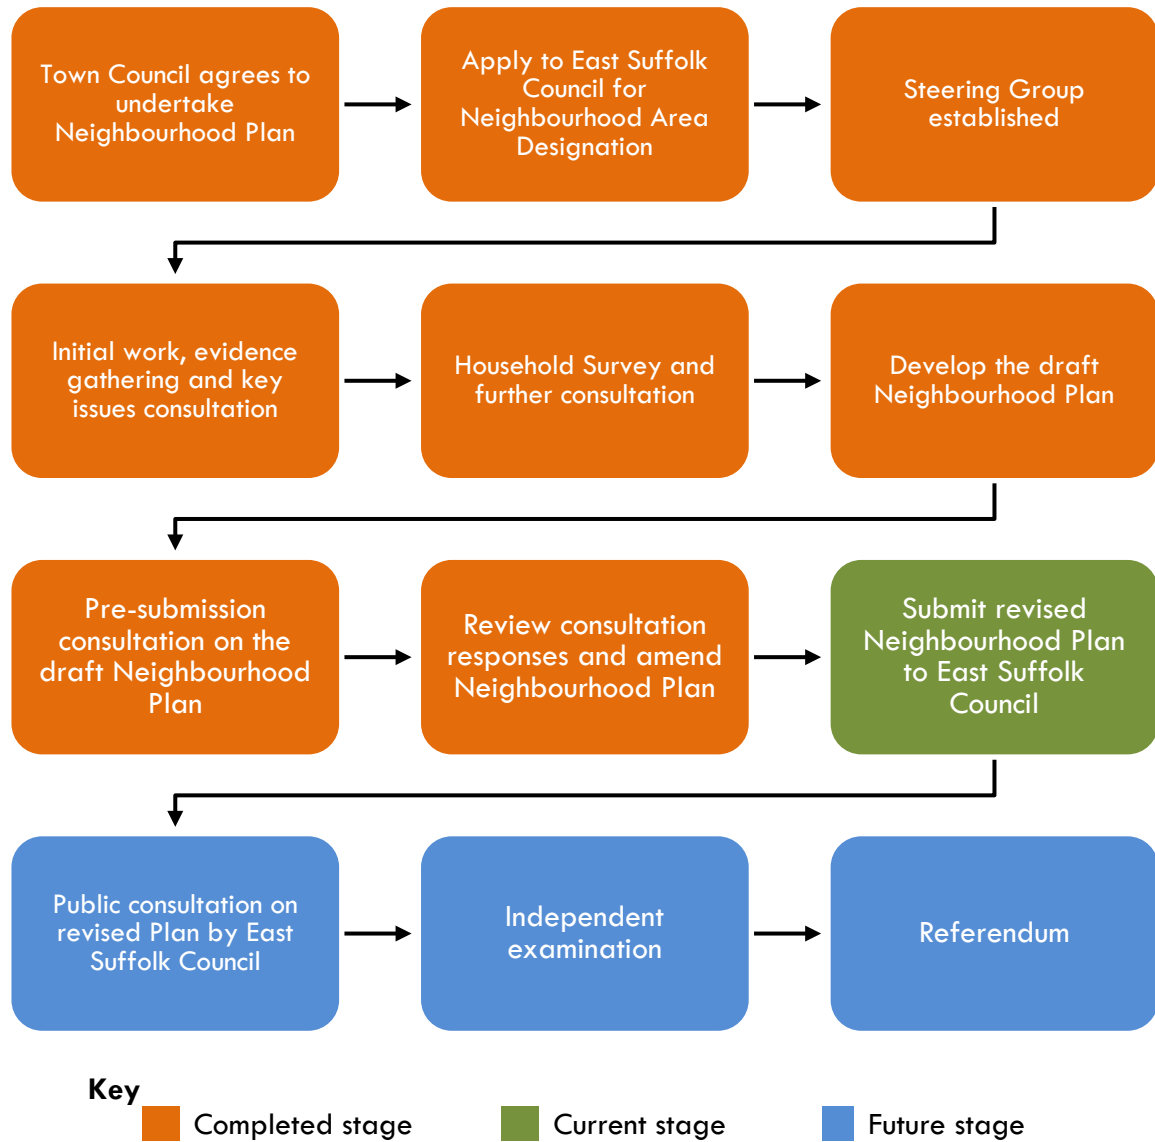 Town Council agrees to
undertake
Neighbourhood Plan
Apply to East Suffolk
Council for
Neighbourhood Area
Designation
Steering Group
established
Initial work, evidence
gathering and key
issues consultation
Household Survey and
further consultation
Develop the draft
Neighbourhood Plan
Pre-submission
consultation on the
draft Neighbourhood
Plan
Review consultation
responses and amend
Neighbourhood Plan
Submit revised
Neighbourhood Plan
to East Suffolk
Council
Public consultation on
revised Plan by East
Suffolk Council
Independent
examination
Referendum
Key
Completed stage
Current stage
Future stage